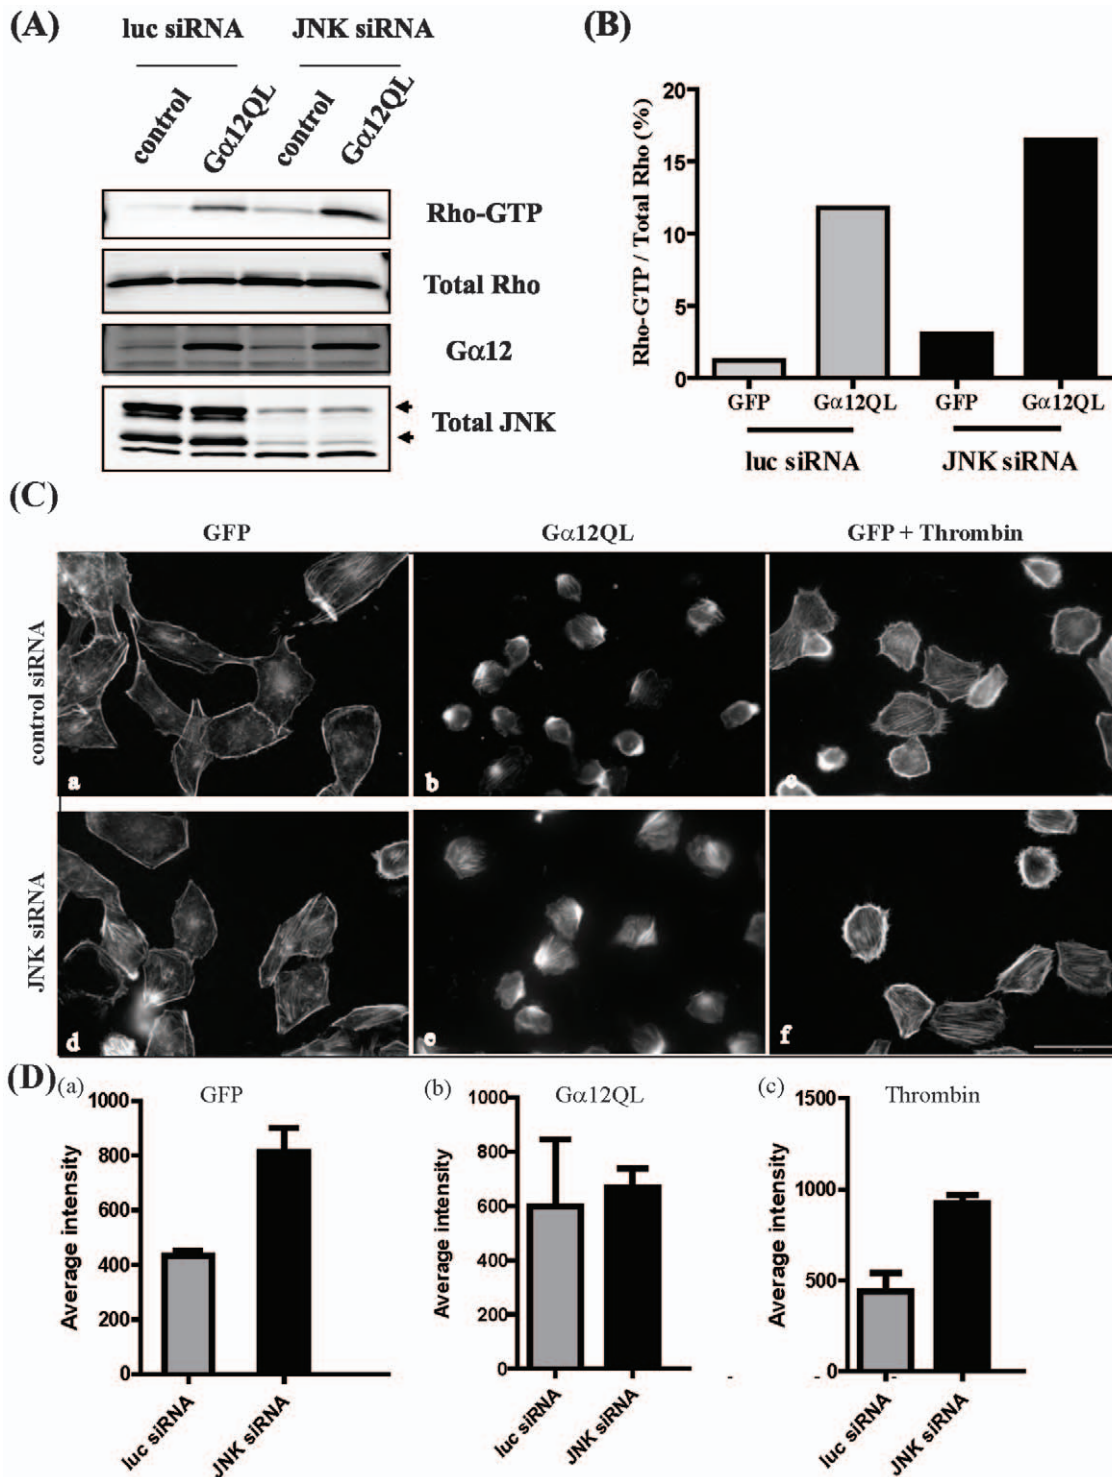 (A)
luc siRNA JNK siRNA
control Gα12QL control Gα12QL
Rho-GTP
Total Rho
Gα12
Total JNK
(B)
Rho-GTP / Total Rho (%)
20
15
10
5
0
GFP Gα12QL GFP Gα12QL
luc siRNA JNK siRNA
(C)
GFP Gα12QL GFP + Thrombin
control siRNA
a b c
JNK siRNA
d e f
(D)
(a) GFP
Average intensity
1000
800
600
400
200
0
luc siRNA JNK siRNA
(b) Gα12QL
Average intensity
1000
800
600
400
200
0
luc siRNA JNK siRNA
(c) Thrombin
Average intensity
1500
1000
500
0
luc siRNA JNK siRNA